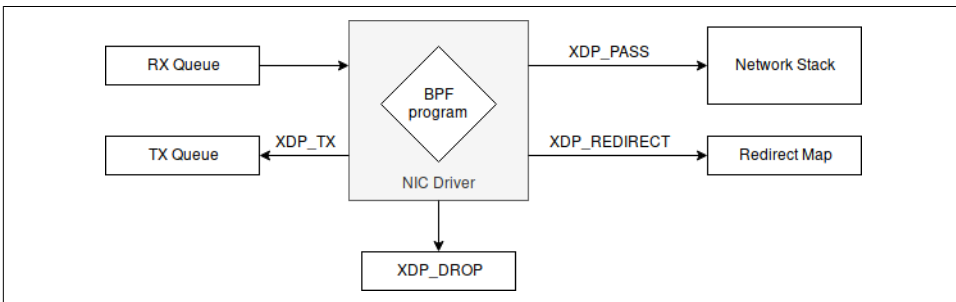 XDP_PASS
RX Queue
Network Stack
BPF
program
XDP_TX
XDP_REDIRECT
TX Queue
Redirect Map
NIC Driver
XDP_DROP